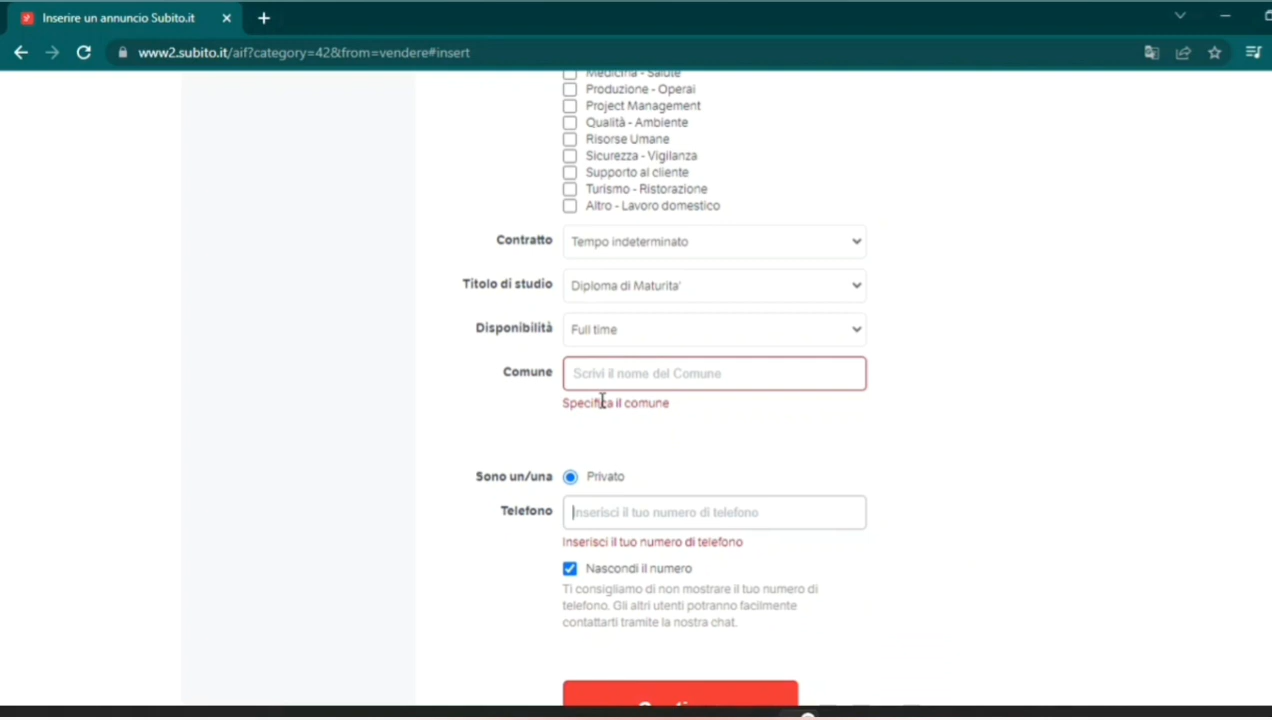 Inserire un annuncio Subito.it
www2.subito.it/aif?category=42&from=vendere#insert
Medicina - Salute
Produzione - Operai
Project Management
Qualità - Ambiente
Risorse Umane
Sicurezza - Vigilanza
Supporto al cliente
Turismo - Ristorazione
Altro - Lavoro domestico
Contratto Tempo indeterminato
Titolo di studio Diploma di Maturita'
Disponibilità Full time
Comune Scrivi il nome del Comune
Specifica il comune
Sono un/una Privato
Telefono Inserisci il tuo numero di telefono
Inserisci il tuo numero di telefono
Nascondi il numero
Ti consigliamo di non mostrare il tuo numero di
telefono. Gli altri utenti potranno facilmente
contattarti tramite la nostra chat.